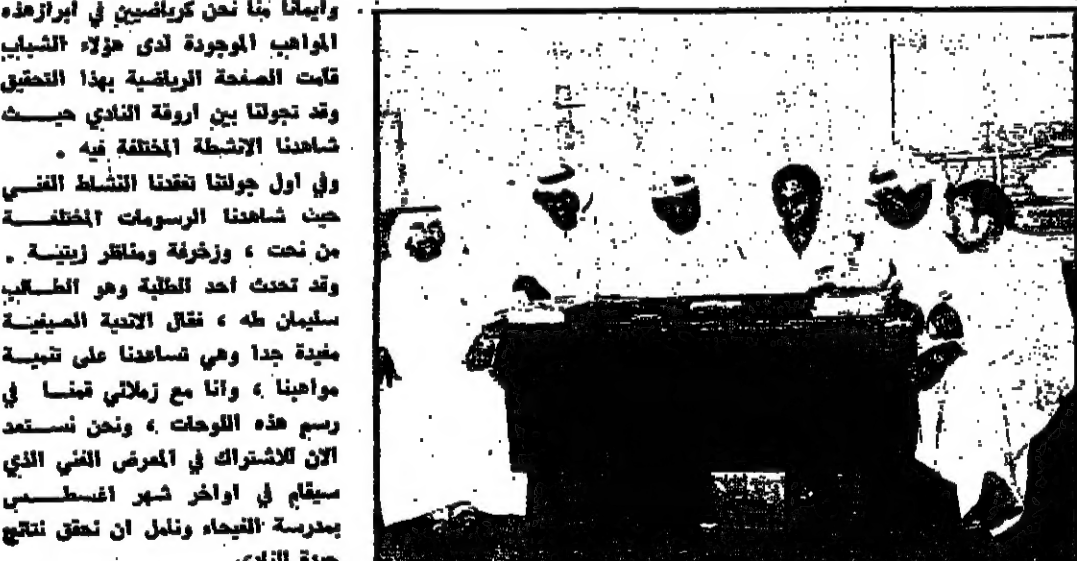 وايمانا منا نحن كرياضيين في ابراز هذه
المواهب الموجودة لدى هؤلاء الشباب
قامت الصفحة الرياضية بهذا التحقيق
وقد تجولنا بين اروقة النادي حيث
شاهدنا الانشطة المختلفة فيه .
وفي اول جولتنا تفقدنا النشاط الفني
حيث شاهدنا الرسومات المختلفة
من نحت ، وزخرفة ومناظر زيتية .
وقد تحدث احد الطلبة وهو الطالب
سليمان طه ، فقال الاندية الصيفية
مفيدة جدا وهي تساعدنا على تنمية
مواهبنا ، وانا مع زملائي قمنا في
رسم هذه اللوحات ، ونحن نستعد
الان للاشتراك في المعرض الفني الذي
سيقام في اواخر شهر اغسطس
بمدرسة الفيحاء ونامل ان نحقق نتائج